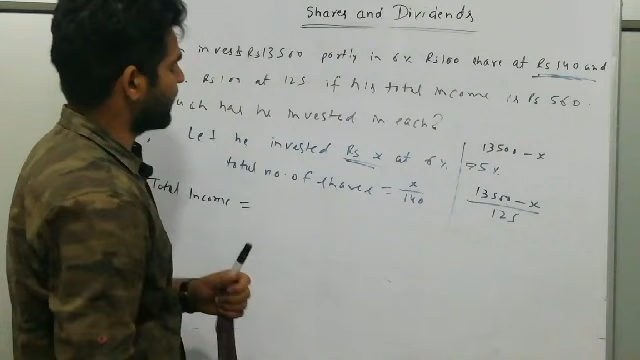 Shares and Dividends
invests Rs13500 partly in 6% Rs100 share at Rs 140 and
Rs100 at 125 if his total income is Rs 560.
much has he invested in each?
Let he invested Rs x at 6%
13500 - x
75%
total no. of shares = x/140
13500 - x/125
Total Income =